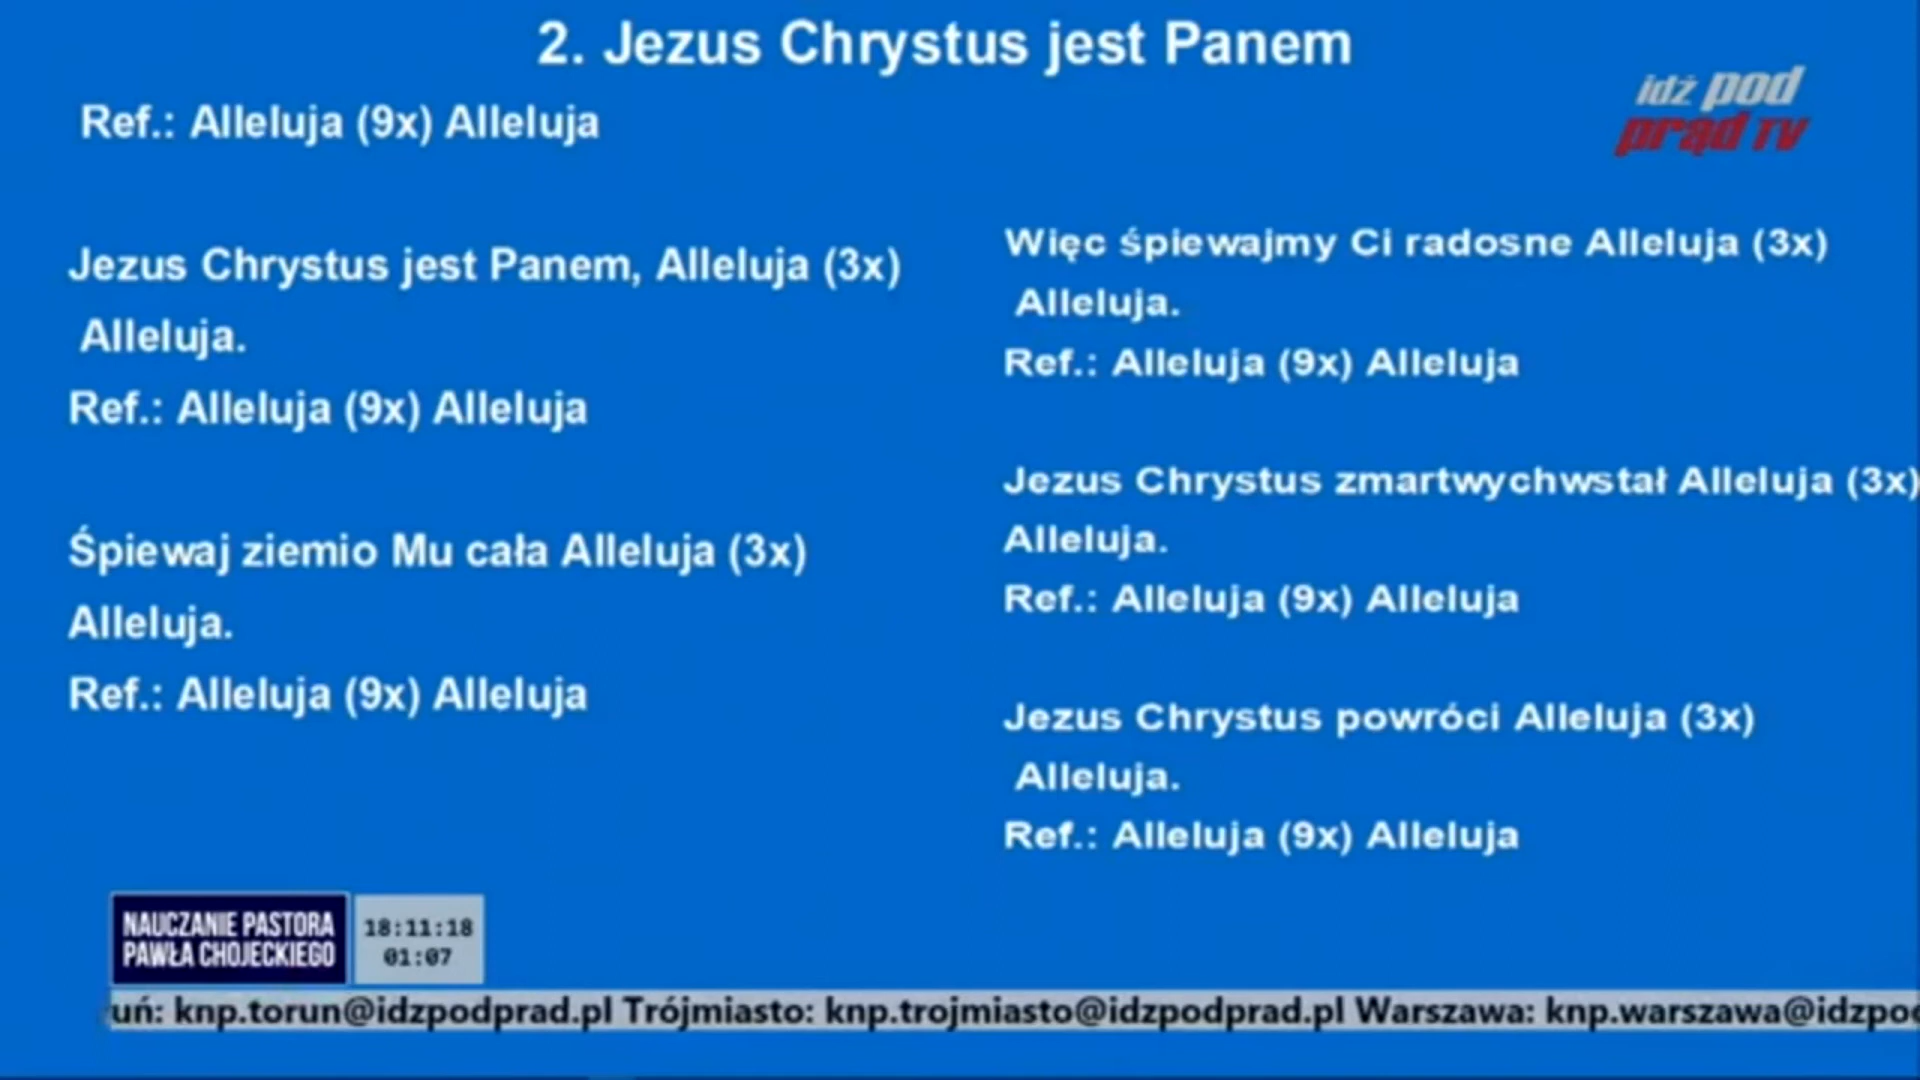 2. Jezus Chrystus jest Panem
idź pod
prąd TV
Ref.: Alleluja (9x) Alleluja
Jezus Chrystus jest Panem, Alleluja (3x)
Alleluja.
Ref.: Alleluja (9x) Alleluja
Śpiewaj ziemio Mu cała Alleluja (3x)
Alleluja.
Ref.: Alleluja (9x) Alleluja
Więc śpiewajmy Ci radosne Alleluja (3x)
Alleluja.
Ref.: Alleluja (9x) Alleluja
Jezus Chrystus zmartwychwstał Alleluja (3x)
Alleluja.
Ref.: Alleluja (9x) Alleluja
Jezus Chrystus powróci Alleluja (3x)
Alleluja.
Ref.: Alleluja (9x) Alleluja
NAUCZANIE PASTORA
PAWŁA CHOJECKIEGO
18:11:18
01:07
uń: knp.torun@idzpodprad.pl Trójmiasto: knp.trojmiasto@idzpodprad.pl Warszawa: knp.warszawa@idzpod